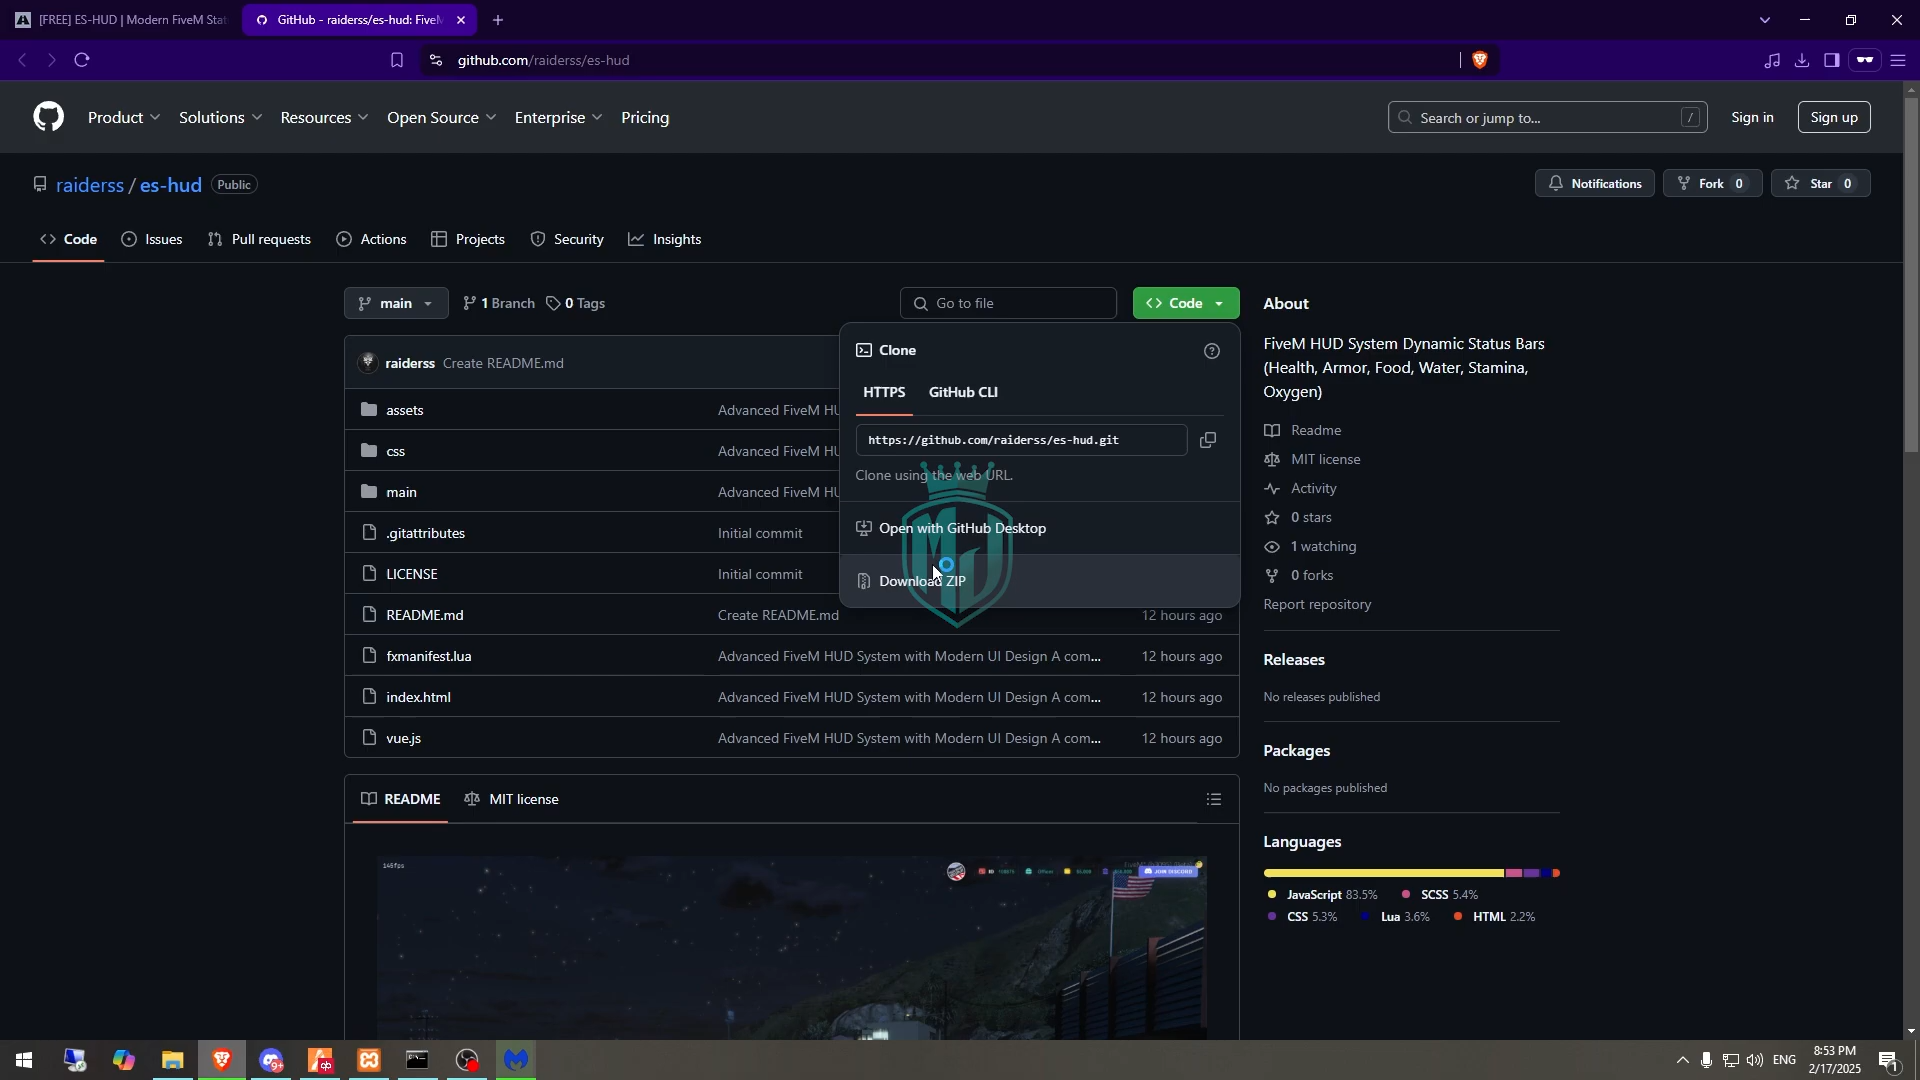 [FREE] ES-HUD | Modern FiveM Stat
GitHub - raiderss/es-hud: FiveM
github.com/raiderss/es-hud
Product
Solutions
Resources
Open Source
Enterprise
Pricing
Search or jump to...
/
Sign in
Sign up
raiderss / es-hud
Public
Notifications
Fork 0
Star 0
Code
Issues
Pull requests
Actions
Projects
Security
Insights
main
1 Branch
0 Tags
Go to file
Code
raiderss Create README.md
assets Advanced FiveM HU
css Advanced FiveM HU
main Advanced FiveM HU
.gitattributes Initial commit
LICENSE Initial commit
README.md Create README.md 12 hours ago
fxmanifest.lua Advanced FiveM HUD System with Modern UI Design A com... 12 hours ago
index.html Advanced FiveM HUD System with Modern UI Design A com... 12 hours ago
vue.js Advanced FiveM HUD System with Modern UI Design A com... 12 hours ago
Clone
HTTPS
GitHub CLI
https://github.com/raiderss/es-hud.git
Clone using the web URL.
Open with GitHub Desktop
Download ZIP
README
MIT license
146fps
JOIN DISCORD
About
FiveM HUD System Dynamic Status Bars
(Health, Armor, Food, Water, Stamina,
Oxygen)
Readme
MIT license
Activity
0 stars
1 watching
0 forks
Report repository
Releases
No releases published
Packages
No packages published
Languages
JavaScript 83.5%
SCSS 5.4%
CSS 5.3%
Lua 3.6%
HTML 2.2%
9+
ENG
8:53 PM
2/17/2025
1